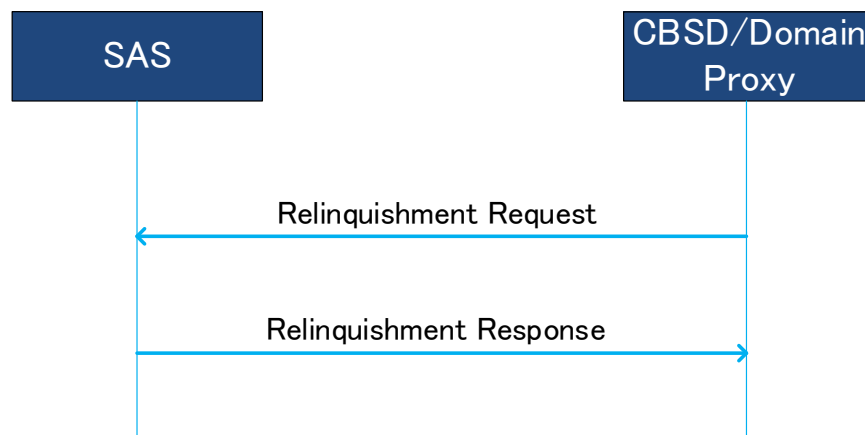 SAS
CBSD/Domain
Proxy
Relinquishment Request
Relinquishment Response